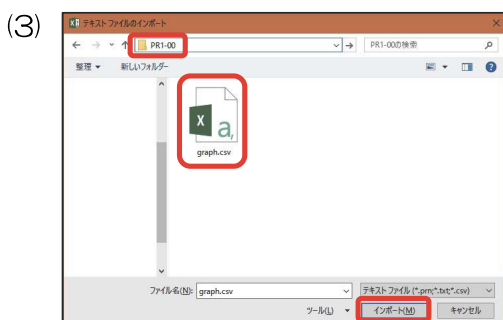 (3)
テキスト ファイルのインポート
PR1-00
PR1-00の検索
整理
新しいフォルダー
X a,
graph.csv
ファイル名(N): graph.csv
テキスト ファイル (*.prn;*.txt;*.csv)
ツール(L)
インポート(M)
キャンセル